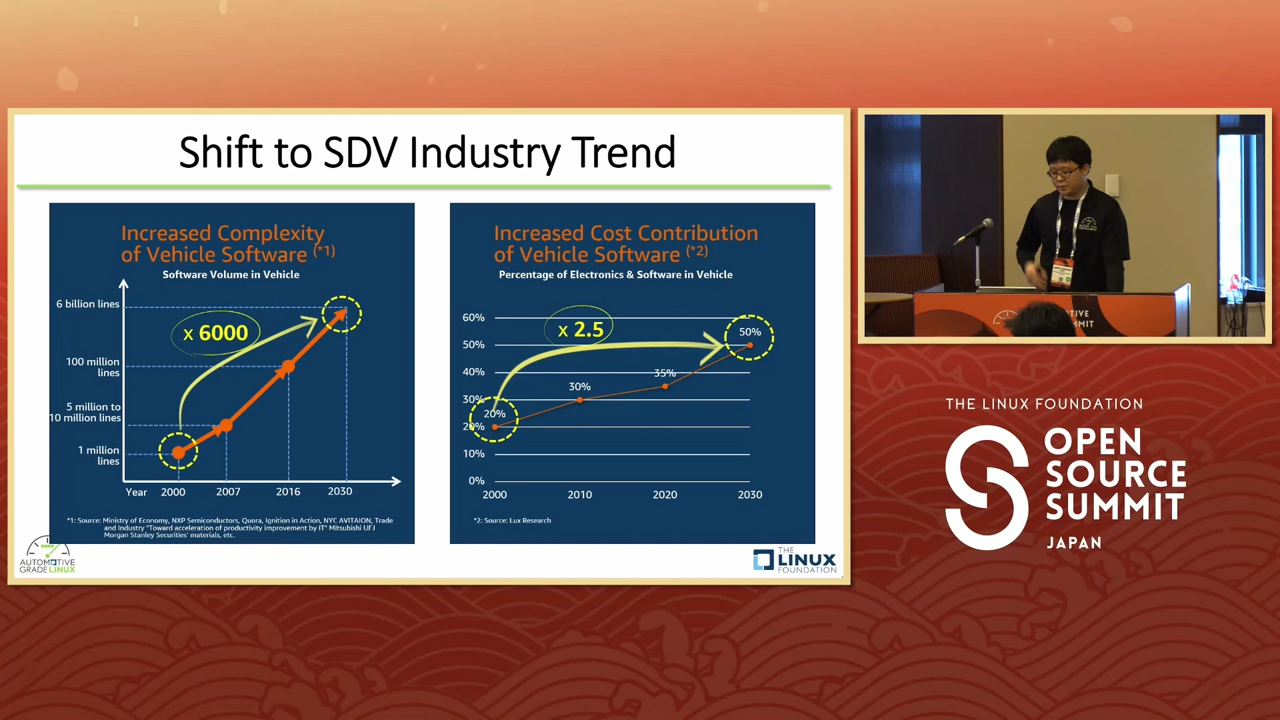 Shift to SDV Industry Trend
Increased Complexity
of Vehicle Software (*1)
Software Volume in Vehicle
6 billion lines
x 6000
100 million
lines
5 million to
10 million lines
1 million
lines
Year 2000 2007 2016 2030
*1: Source: Ministry of Economy, NXP Semiconductors, Quora, Ignition in Action, NYC AVITAION, Trade
and Industry "Toward acceleration of productivity improvement by IT" Mitsubishi UFJ
Morgan Stanley Securities' materials, etc.
Increased Cost Contribution
of Vehicle Software (*2)
Percentage of Electronics & Software in Vehicle
60%
x 2.5
50%
50%
40%
35%
30%
30%
20%
20%
10%
0%
2000 2010 2020 2030
*2: Source: Lux Research
AUTOMOTIVE
GRADELINUX
THE
LINUX
FOUNDATION
THE LINUX FOUNDATION
OPEN
SOURCE
SUMMIT
JAPAN